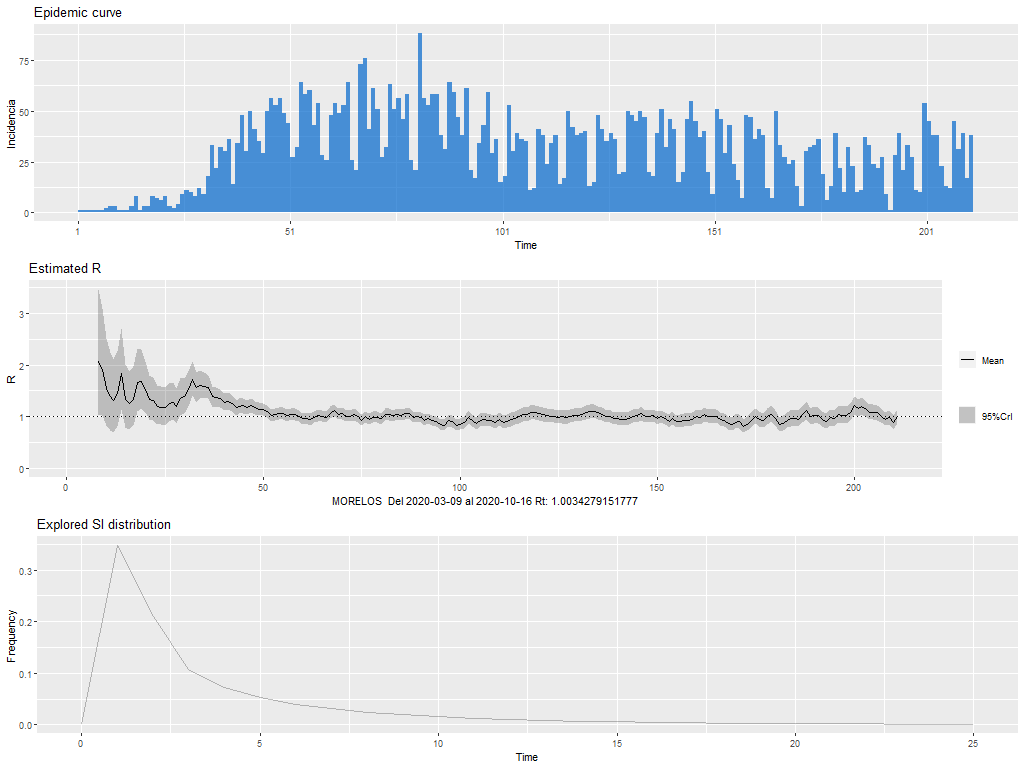 Epidemic curve
Incidencia
75
50
25
0
1
51
101
151
201
Time
Estimated R
R
3
2
1
0
Mean
95%CrI
0
50
100
150
200
MORELOS Del 2020-03-09 al 2020-10-16 Rt: 1.0034279151777
Explored SI distribution
Frequency
0.3
0.2
0.1
0.0
0
5
10
15
20
25
Time